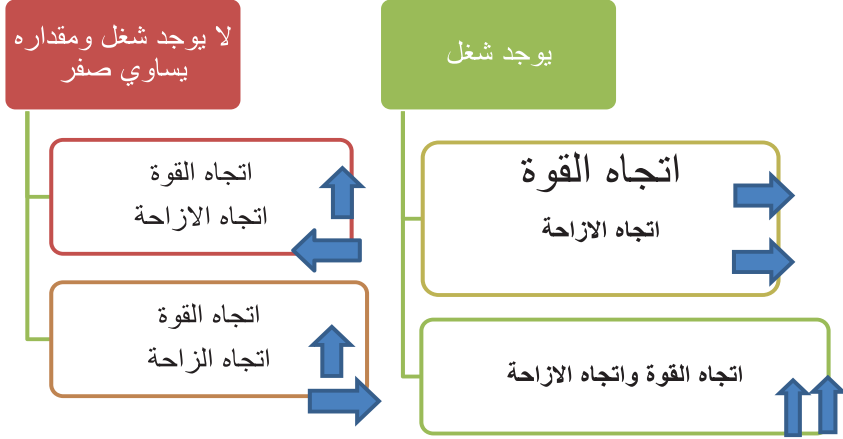 يوجد شغل
اتجاه القوة
اتجاه الازاحة
اتجاه القوة واتجاه الازاحة
لا يوجد شغل ومقداره
يساوي صفر
اتجاه القوة
اتجاه الازاحة
اتجاه القوة
اتجاه الزاحة